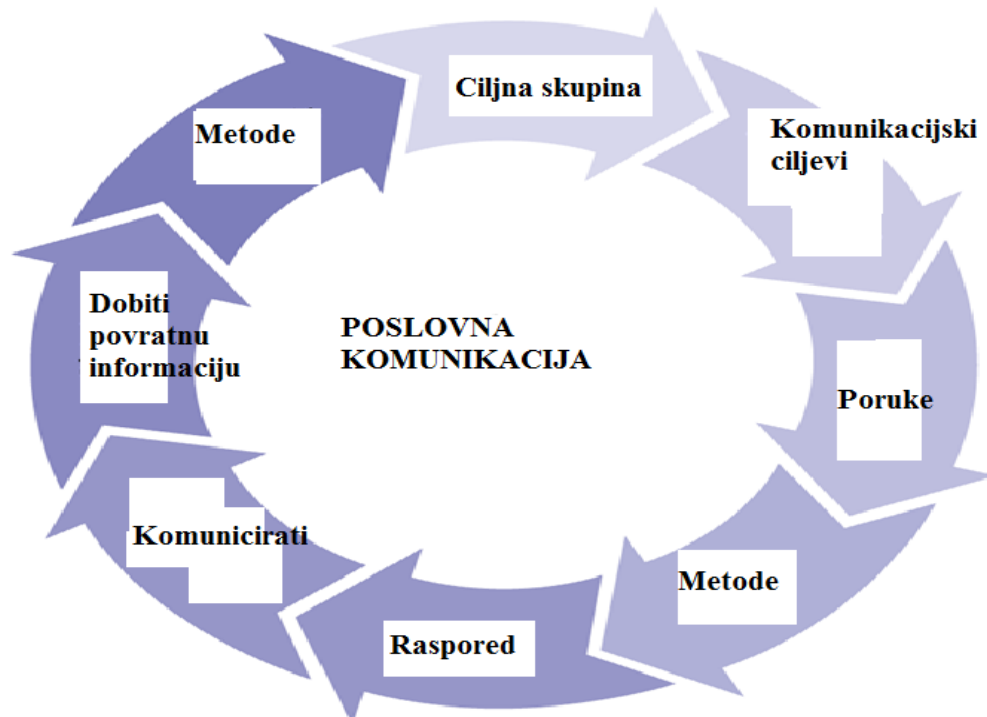 Ciljna skupina
Komunikacijski
ciljevi
Poruke
Metode
Raspored
Komunicirati
Dobiti
povratnu
informaciju
Metode
POSLOVNA
KOMUNIKACIJA